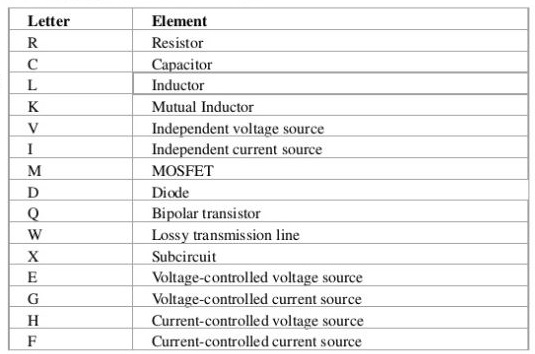 Letter Element
R Resistor
C Capacitor
L Inductor
K Mutual Inductor
V Independent voltage source
I Independent current source
M MOSFET
D Diode
Q Bipolar transistor
W Lossy transmission line
X Subcircuit
E Voltage-controlled voltage source
G Voltage-controlled current source
H Current-controlled voltage source
F Current-controlled current source